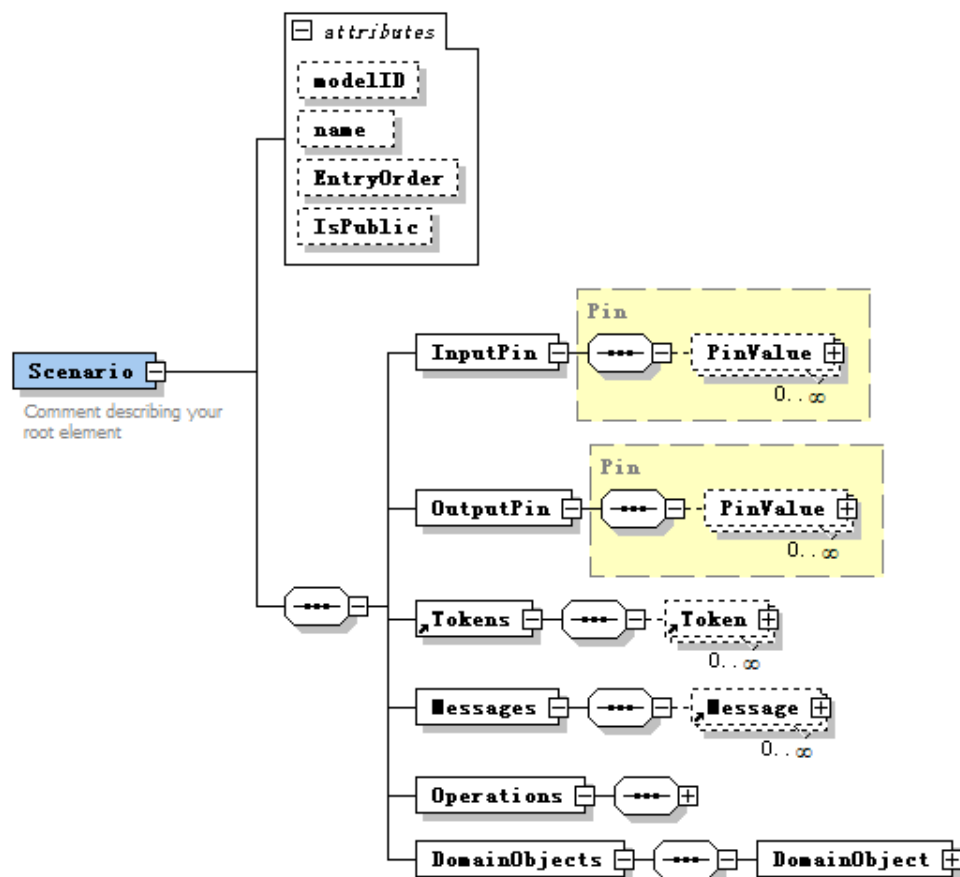 attributes
modelID
name
EntryOrder
IsPublic
Scenario
Comment describing your
root element
Pin
InputPin
PinValue
0..∞
Pin
OutputPin
PinValue
0..∞
Tokens
Token
0..∞
Messages
Message
0..∞
Operations
DomainObjects
DomainObject